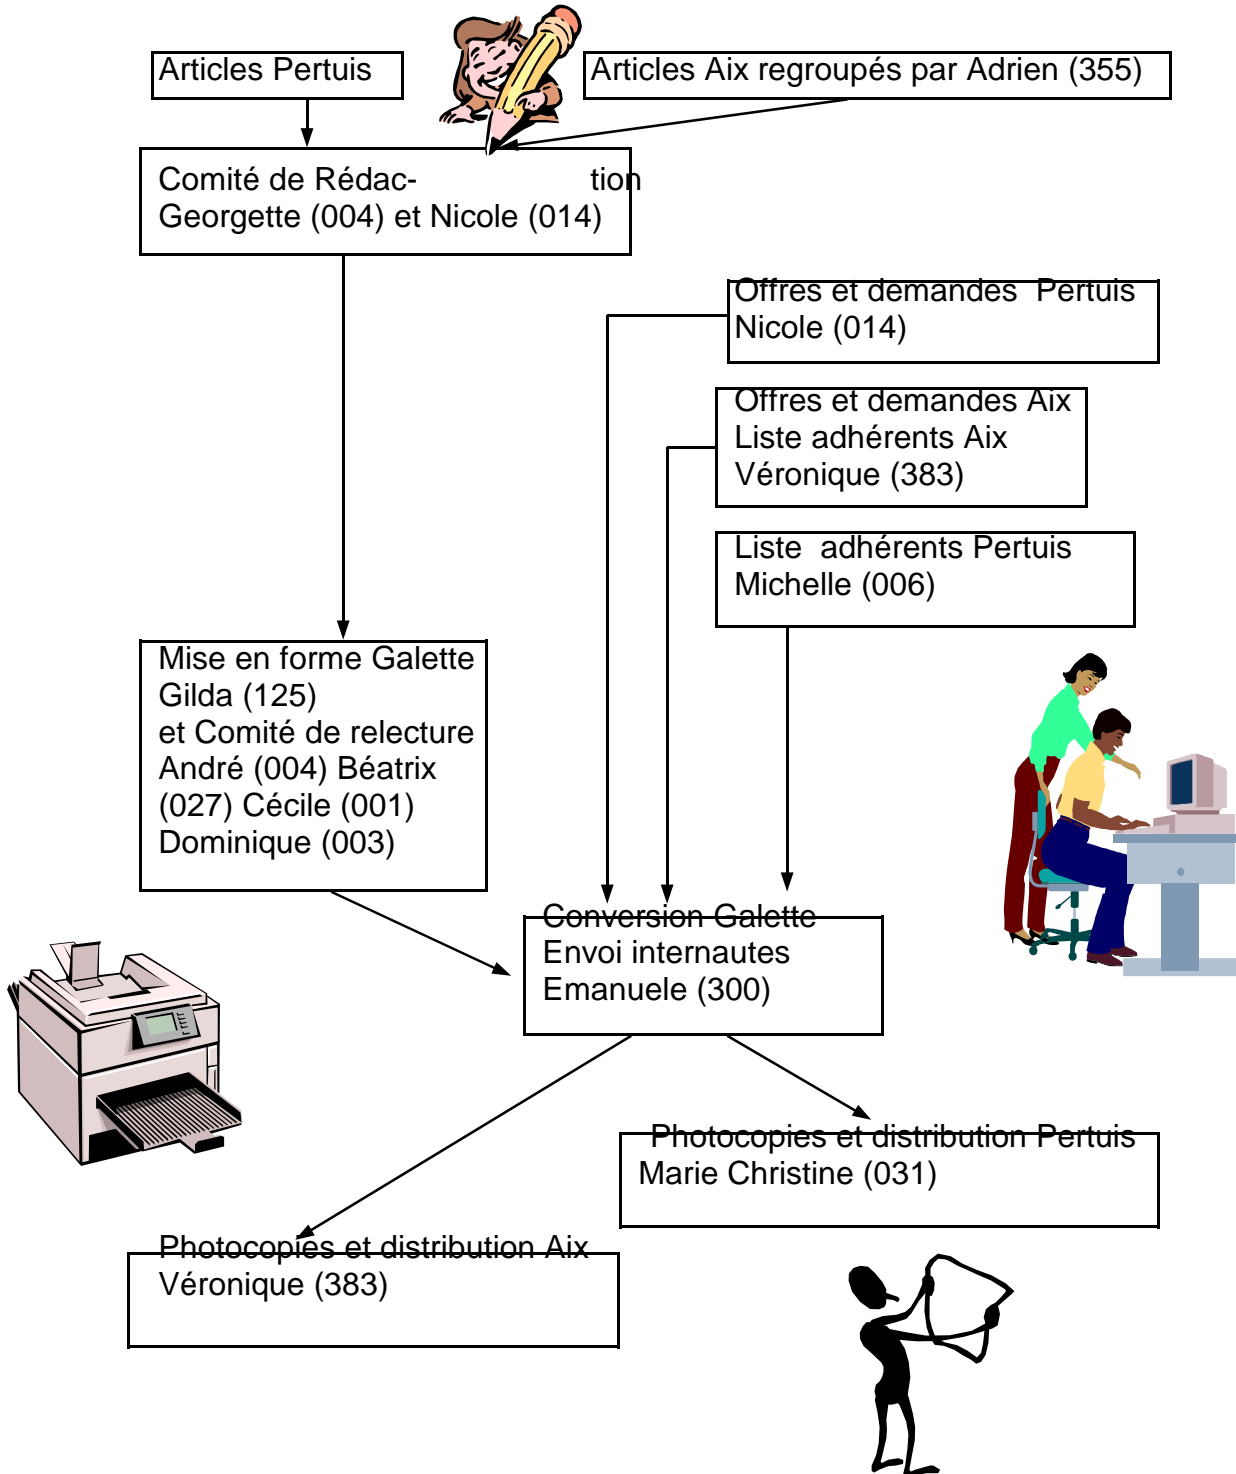 Articles Pertuis
Articles Aix regroupés par Adrien (355)
Comité de Rédac- tion
Georgette (004) et Nicole (014)
Offres et demandes Pertuis
Nicole (014)
Offres et demandes Aix
Liste adhérents Aix
Véronique (383)
Liste adhérents Pertuis
Michelle (006)
Mise en forme Galette
Gilda (125)
et Comité de relecture
André (004) Béatrix
(027) Cécile (001)
Dominique (003)
Conversion Galette
Envoi internautes
Emanuele (300)
Photocopies et distribution Pertuis
Marie Christine (031)
Photocopies et distribution Aix
Véronique (383)